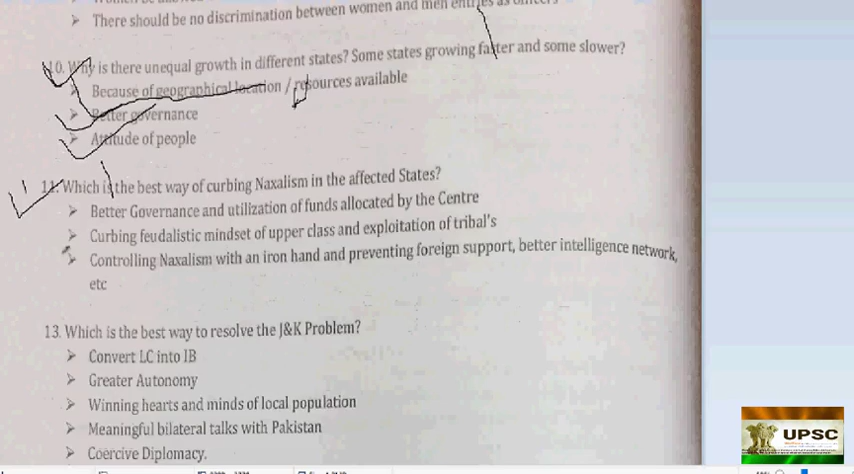 ➢ There should be no discrimination between women and men entries as
10. Why is there unequal growth in different states? Some states growing faster and some slower?
➢ Because of geographical location / resources available
➢ Better governance
➢ Attitude of people
11. Which is the best way of curbing Naxalism in the affected States?
➢ Better Governance and utilization of funds allocated by the Centre
➢ Curbing feudalistic mindset of upper class and exploitation of tribal's
➢ Controlling Naxalism with an iron hand and preventing foreign support, better intelligence network,
etc
13. Which is the best way to resolve the J&K Problem?
➢ Convert LC into IB
➢ Greater Autonomy
➢ Winning hearts and minds of local population
➢ Meaningful bilateral talks with Pakistan
➢ Coercive Diplomacy.
UPSC